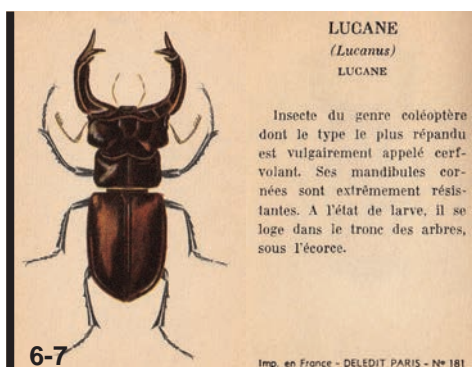 LUCANE
(Lucanus)
LUCANE
Insecte du genre coléoptère
dont le type le plus répandu
est vulgairement appelé cerf-
volant. Ses mandibules cor-
nées sont extrêmement résis-
tantes. A l'état de larve, il se
loge dans le tronc des arbres,
sous l'écorce.
6-7
Imp. en France - DELEDIT PARIS - Nº 181